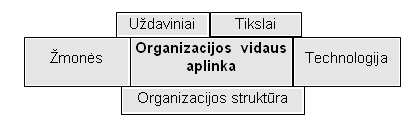 Uždaviniai
Tikslai
Žmonės
Organizacijos vidaus
aplinka
Technologija
Organizacijos struktūra